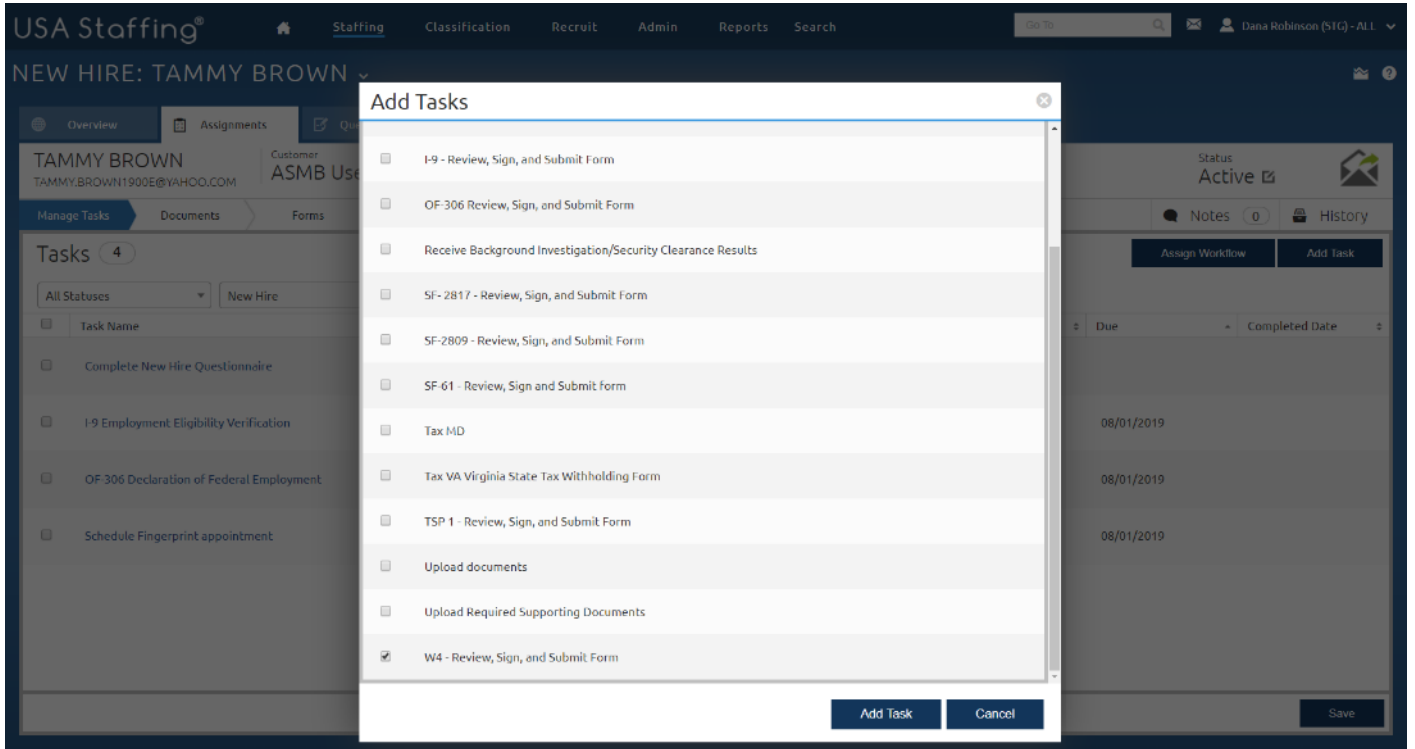 USA Staffing®
Staffing
Classification
Recruit
Admin
Reports
Search
Go To
Dana Robinson (STG) - ALL
NEW HIRE: TAMMY BROWN
Overview
Assignments
Add Tasks
TAMMY BROWN
TAMMY.BROWN1900E@YAHOO.COM
Customer
ASMB Use
Status
Active
Manage Tasks
Documents
Forms
Notes 0
History
Tasks 4
Assign Workflow
Add Task
All Statuses
New Hire
Task Name
Due
Completed Date
Complete New Hire Questionnaire
I-9 Employment Eligibility Verification
08/01/2019
OF-306 Declaration of Federal Employment
08/01/2019
Schedule Fingerprint appointment
08/01/2019
I-9 - Review, Sign, and Submit Form
OF-306 Review, Sign, and Submit Form
Receive Background Investigation/Security Clearance Results
SF- 2817 - Review, Sign, and Submit Form
SF-2809 - Review, Sign, and Submit Form
SF-61 - Review, Sign and Submit form
Tax MD
Tax VA Virginia State Tax Withholding Form
TSP 1 - Review, Sign, and Submit Form
Upload documents
Upload Required Supporting Documents
W4 - Review, Sign, and Submit Form
Add Task
Cancel
Save